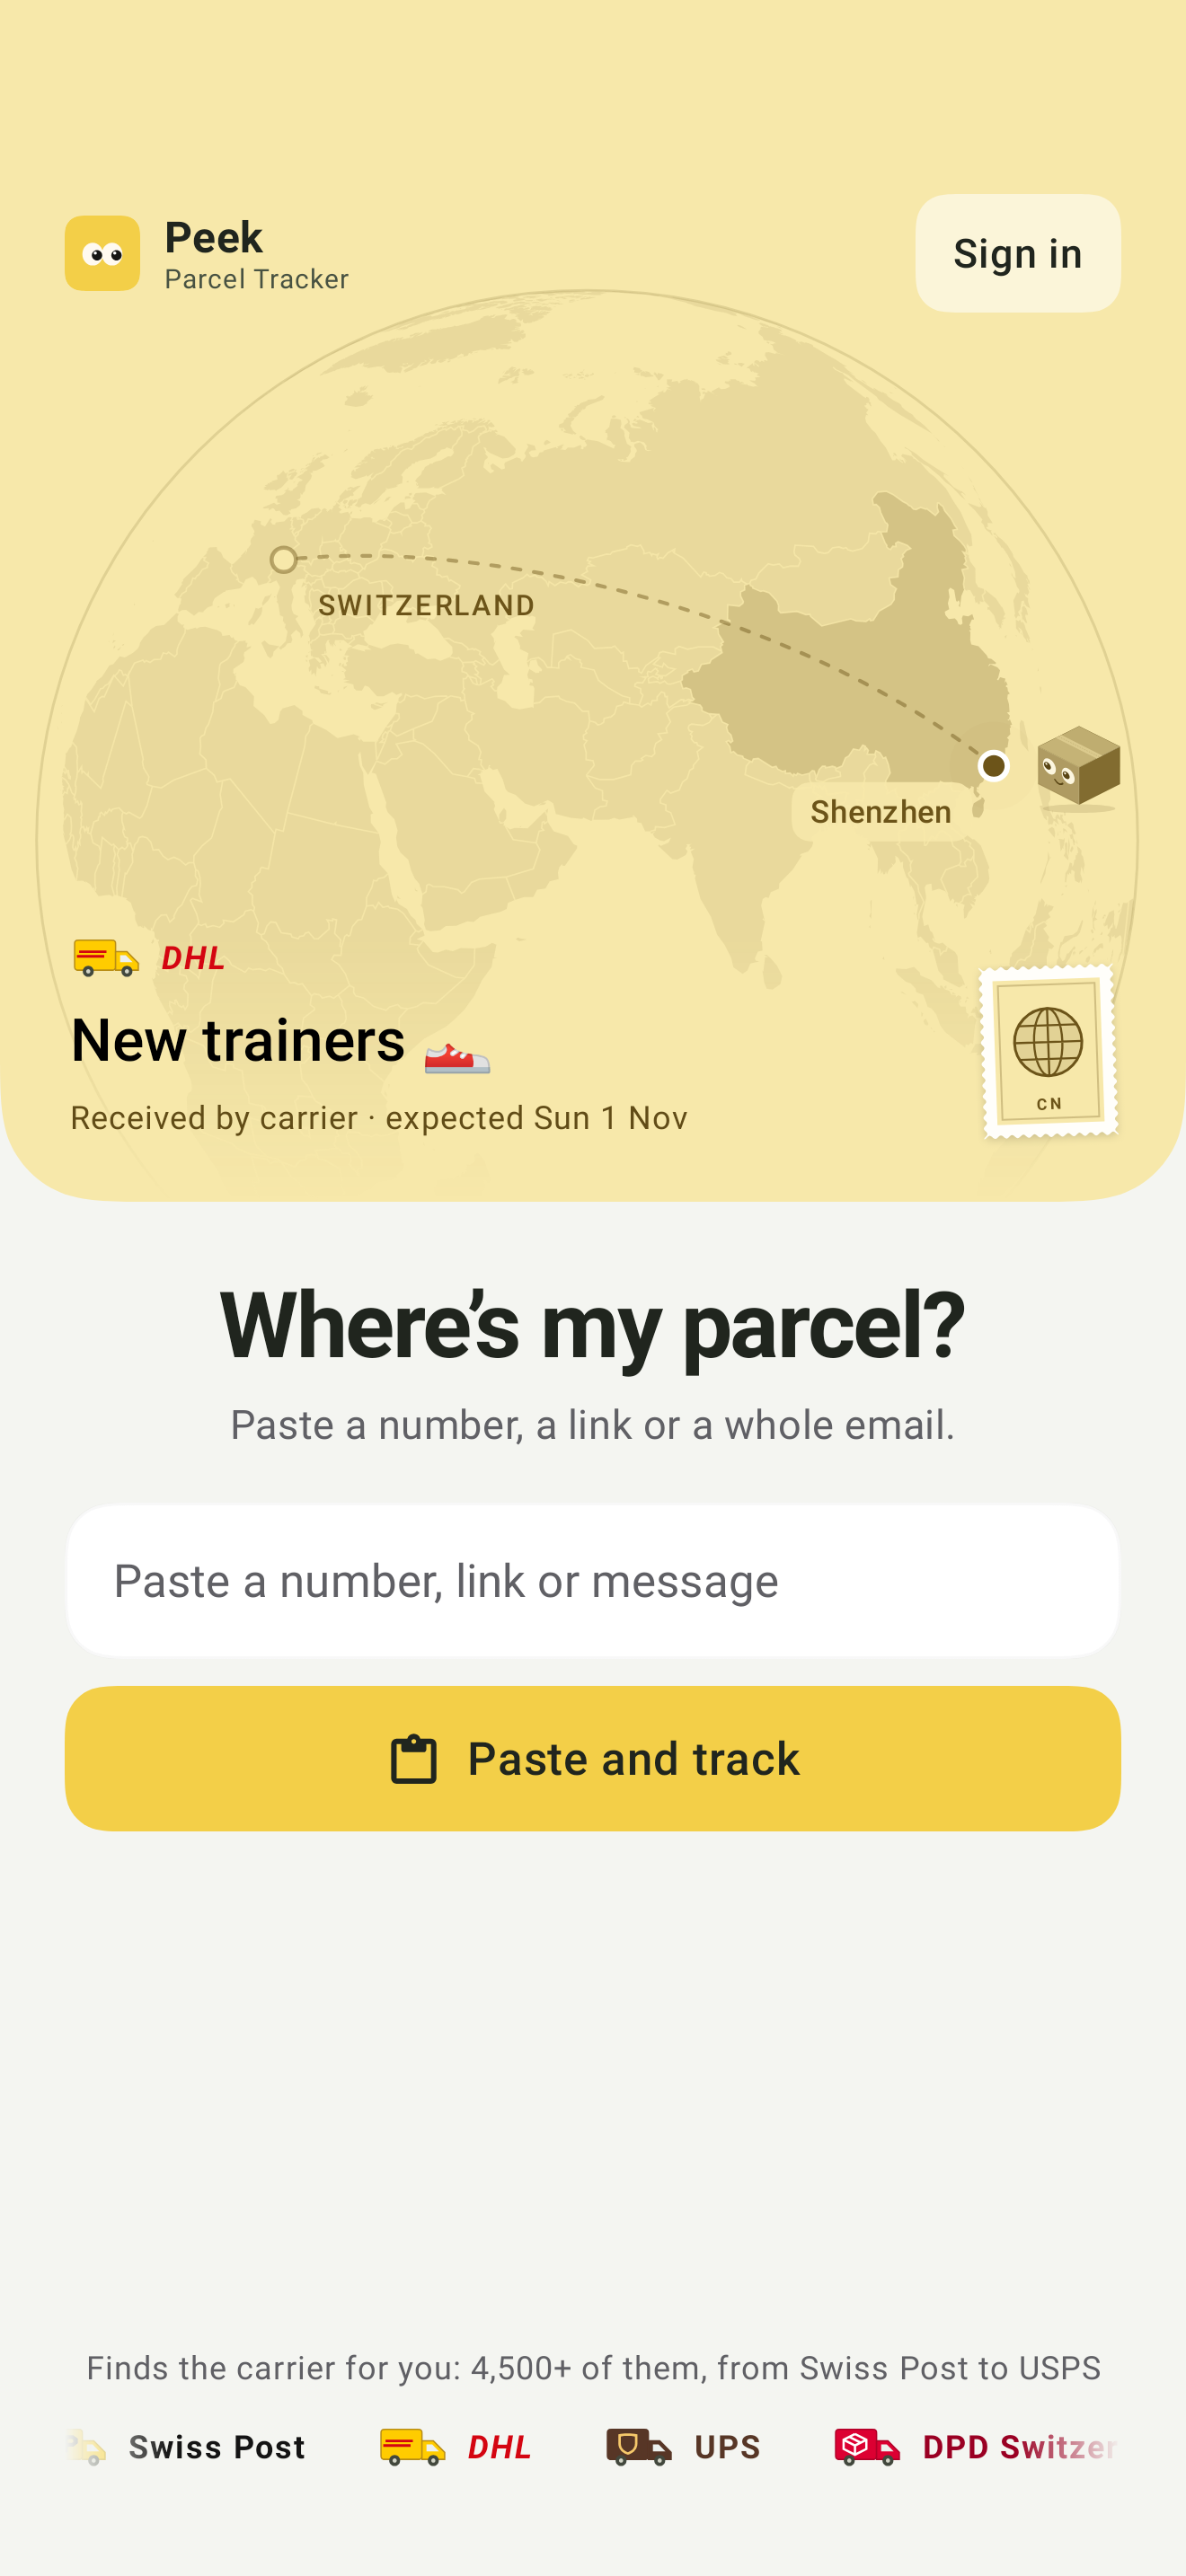 Peek
Parcel Tracker
Sign in
SWITZERLAND
Shenzhen
DHL
New trainers
Received by carrier · expected Sun 1 Nov
CN
Where’s my parcel?
Paste a number, a link or a whole email.
Paste a number, link or message
Paste and track
Finds the carrier for you: 4,500+ of them, from Swiss Post to USPS
Swiss Post DHL UPS DPD Switzer